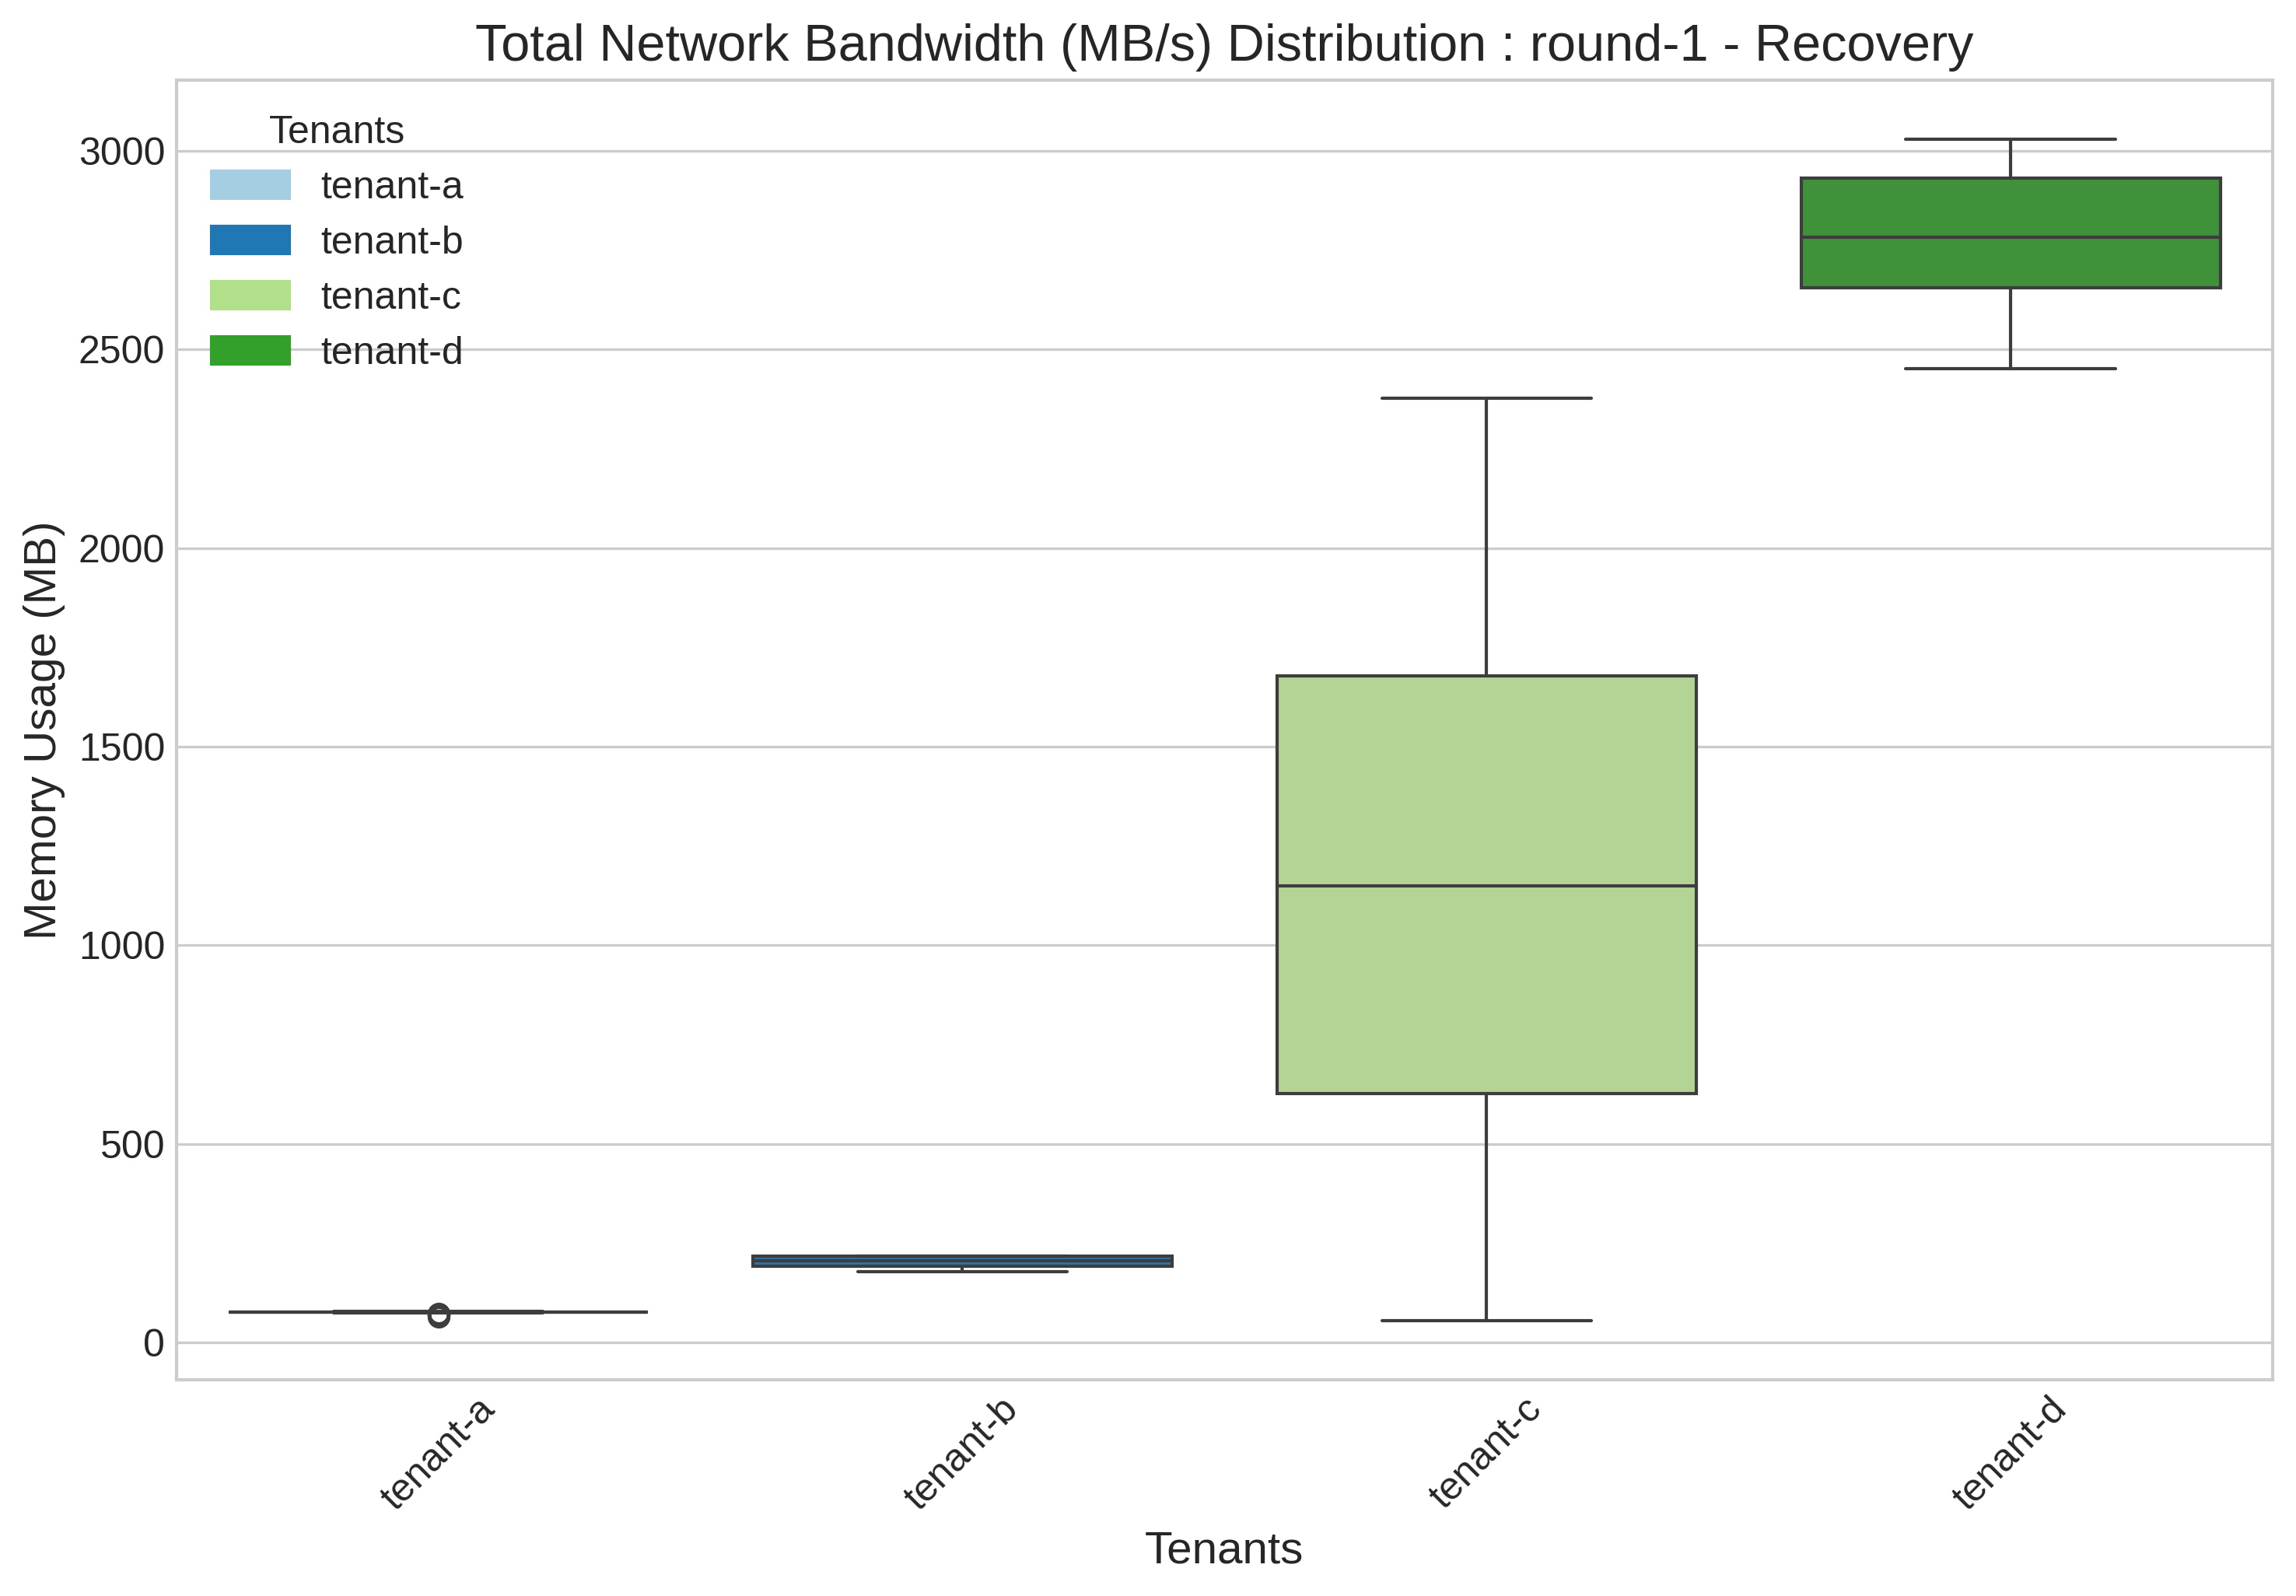 Total Network Bandwidth (MB/s) Distribution : round-1 - Recovery
Tenants
tenant-a
tenant-b
tenant-c
tenant-d
Memory Usage (MB)
3000
2500
2000
1500
1000
500
0
tenant-a
tenant-b
tenant-c
tenant-d
Tenants